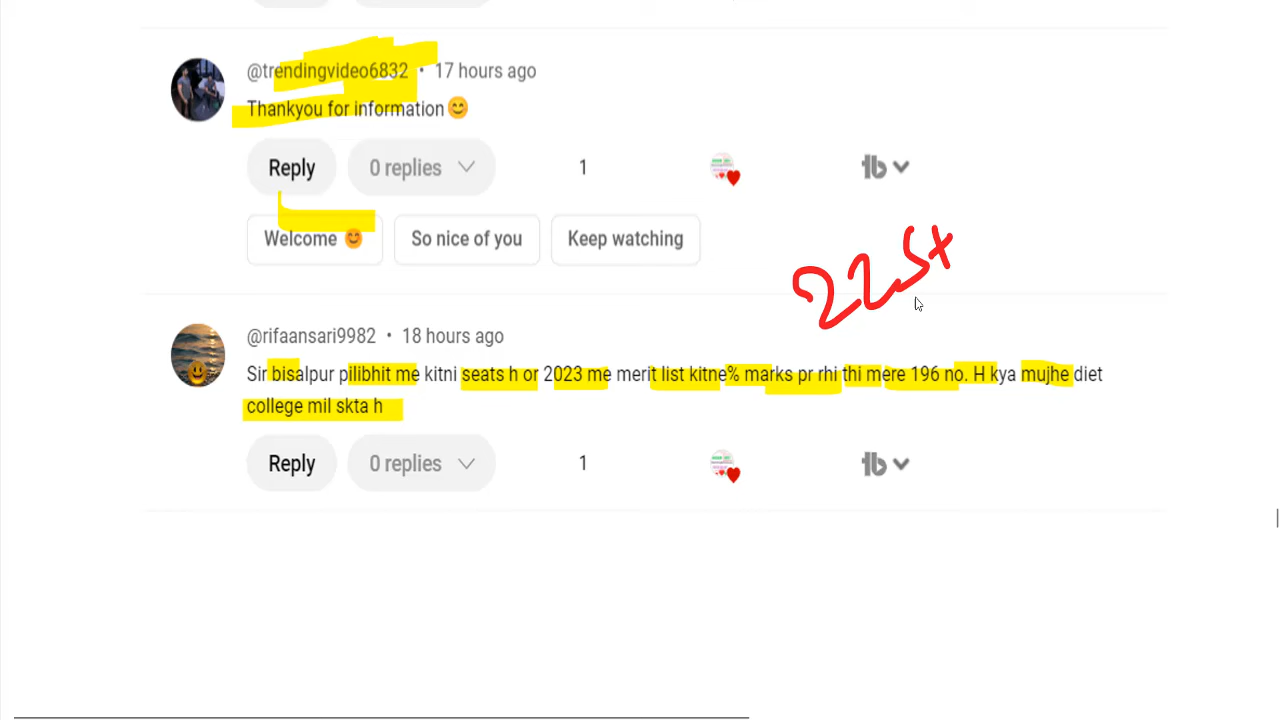 @trendingvideo6832 • 17 hours ago
Thankyou for information😊
Reply 0 replies 1
Welcome 😊 So nice of you Keep watching
225+
@rifaansari9982 • 18 hours ago
Sir bisalpur pilibhit me kitni seats h or 2023 me merit list kitne% marks pr rhi thi mere 196 no. H kya mujhe diet
college mil skta h
Reply 0 replies 1